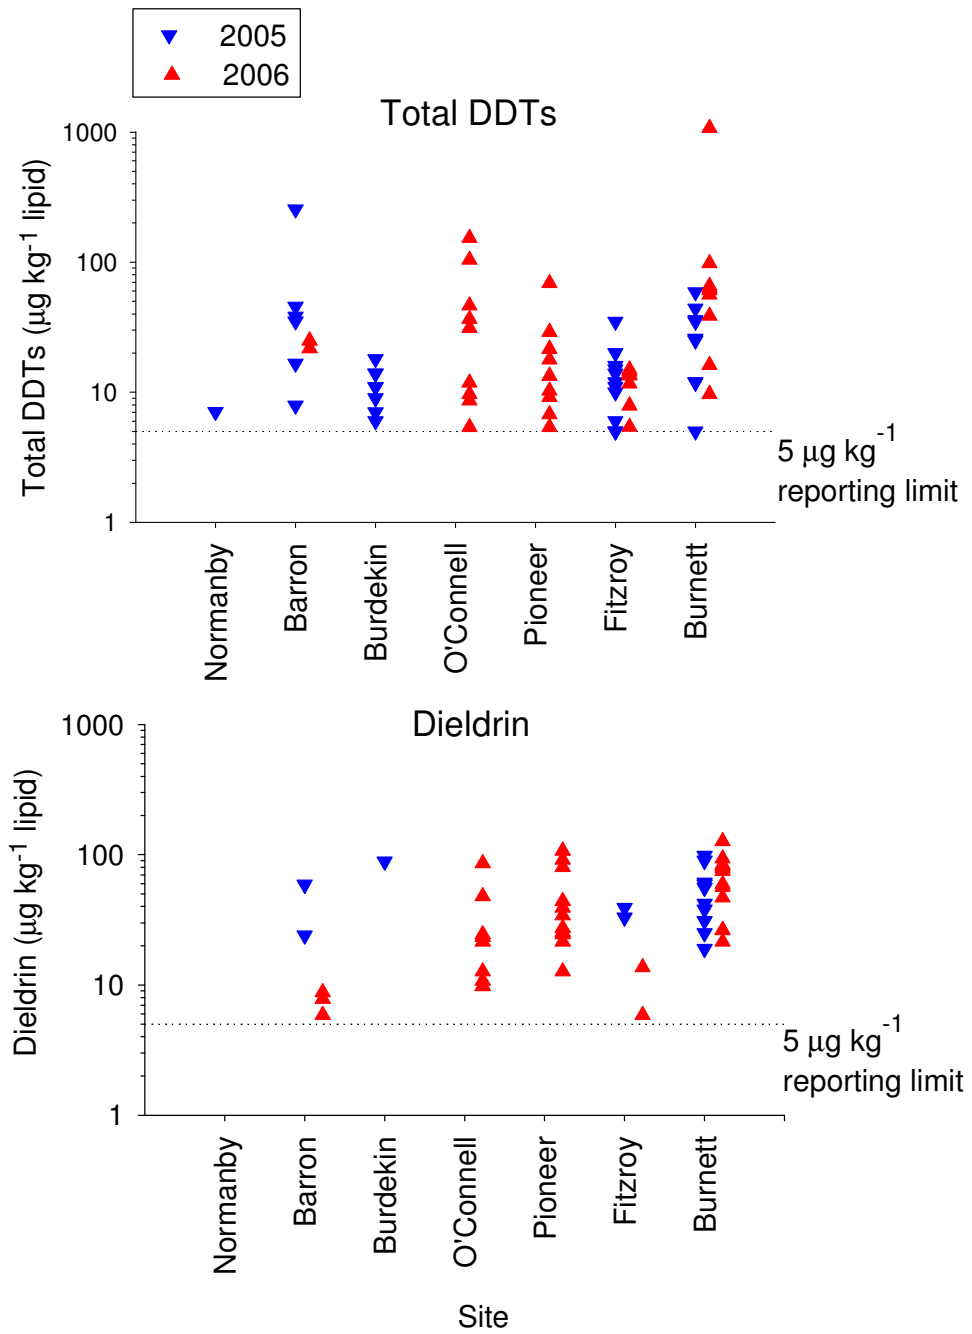 2005
2006
Total DDTs
Total DDTs (µg kg-1 lipid)
1000
100
10
1
5 µg kg-1
reporting limit
Normanby
Barron
Burdekin
O'Connell
Pioneer
Fitzroy
Burnett
Dieldrin
Dieldrin (µg kg-1 lipid)
1000
100
10
1
5 µg kg-1
reporting limit
Normanby
Barron
Burdekin
O'Connell
Pioneer
Fitzroy
Burnett
Site